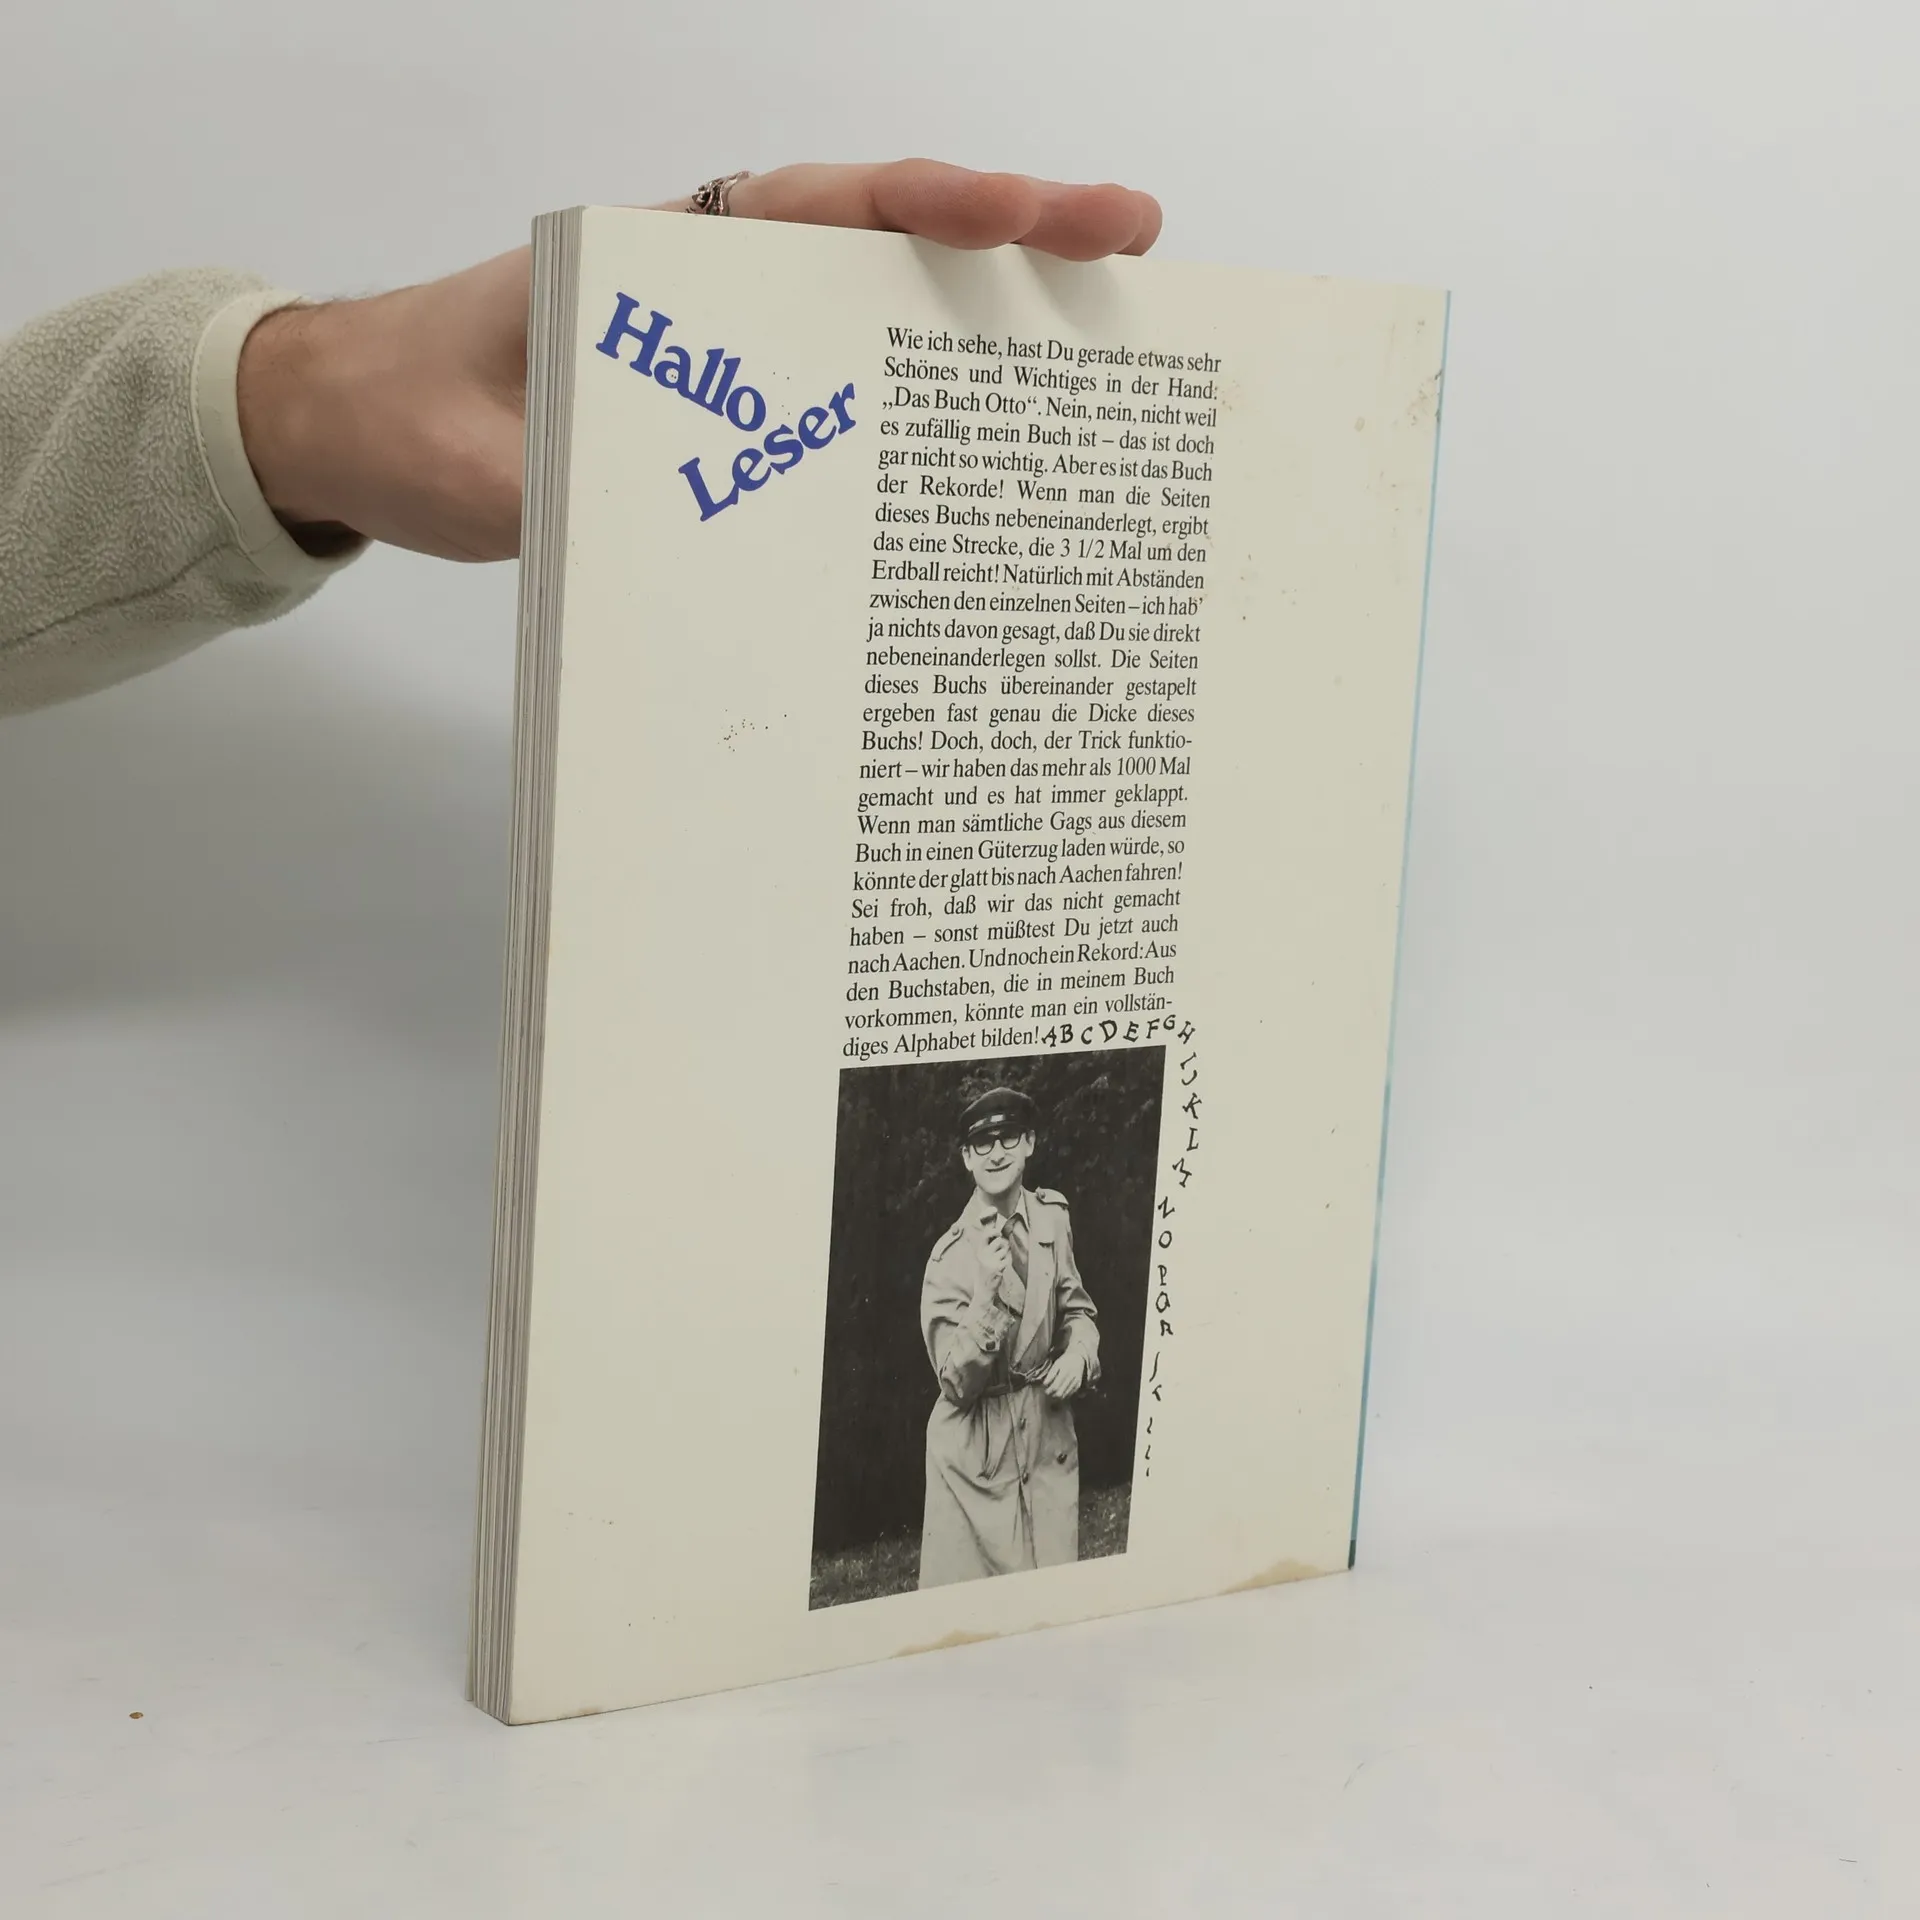 Hallo
Leser
Wie ich sehe, hast Du gerade etwas sehr
Schönes und Wichtiges in der Hand:
„Das Buch Otto“. Nein, nein, nicht weil
es zufällig mein Buch ist – das ist doch
gar nicht so wichtig. Aber es ist das Buch
der Rekorde! Wenn man die Seiten
dieses Buchs nebeneinanderlegt, ergibt
das eine Strecke, die 3 1/2 Mal um den
Erdball reicht! Natürlich mit Abständen
zwischen den einzelnen Seiten – ich hab’
ja nichts davon gesagt, daß Du sie direkt
nebeneinanderlegen sollst. Die Seiten
dieses Buchs übereinander gestapelt
ergeben fast genau die Dicke dieses
Buchs! Doch, doch, der Trick funktio-
niert – wir haben das mehr als 1000 Mal
gemacht und es hat immer geklappt.
Wenn man sämtliche Gags aus diesem
Buch in einen Güterzug laden würde, so
könnte der glatt bis nach Aachen fahren!
Sei froh, daß wir das nicht gemacht
haben – sonst müßtest Du jetzt auch
nach Aachen. Und noch ein Rekord: Aus
den Buchstaben, die in meinem Buch
vorkommen, könnte man ein vollstän-
diges Alphabet bilden! A B C D E F G H I J K L M N O P Q R